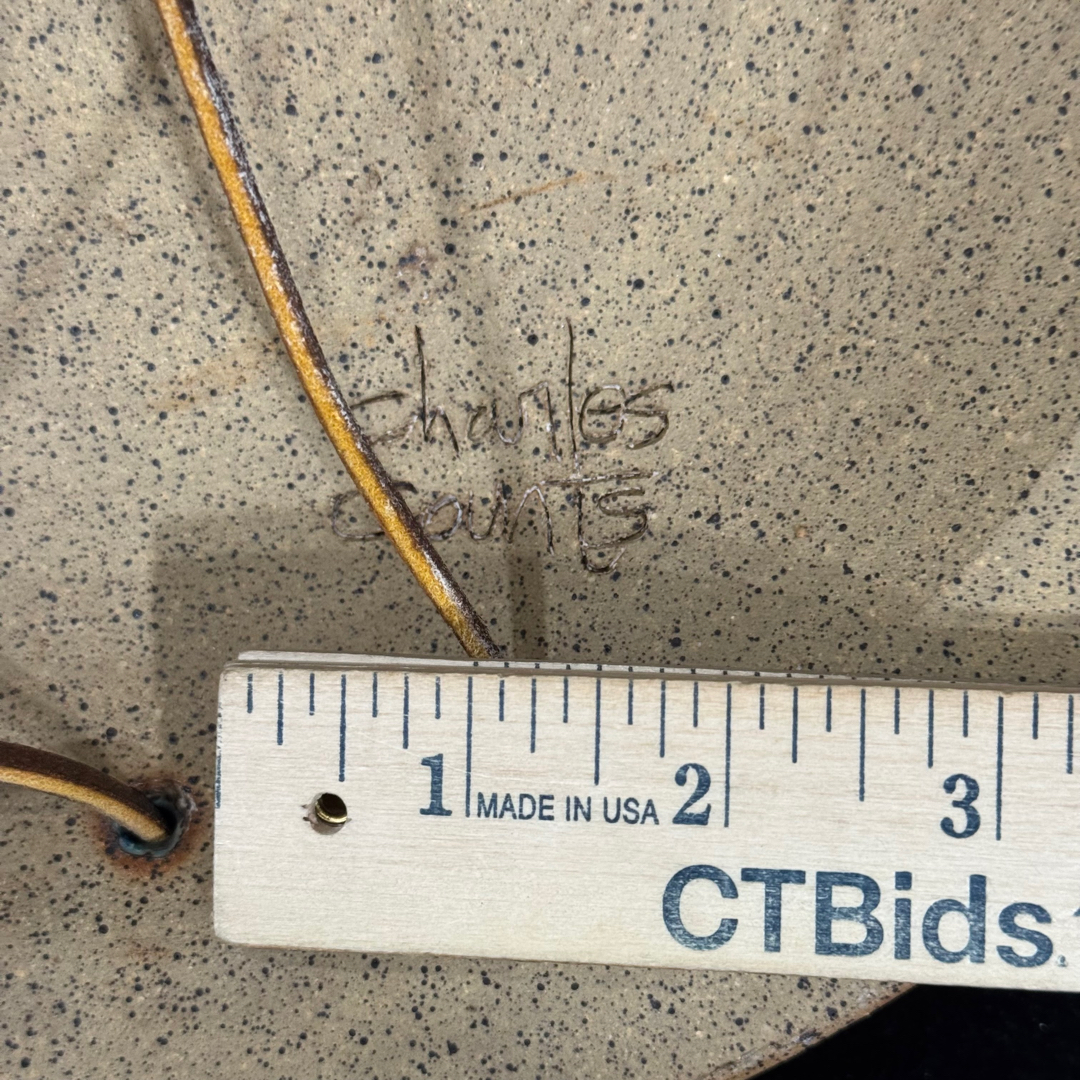 Charles
Counts
1 MADE IN USA 2 3
CTBids.